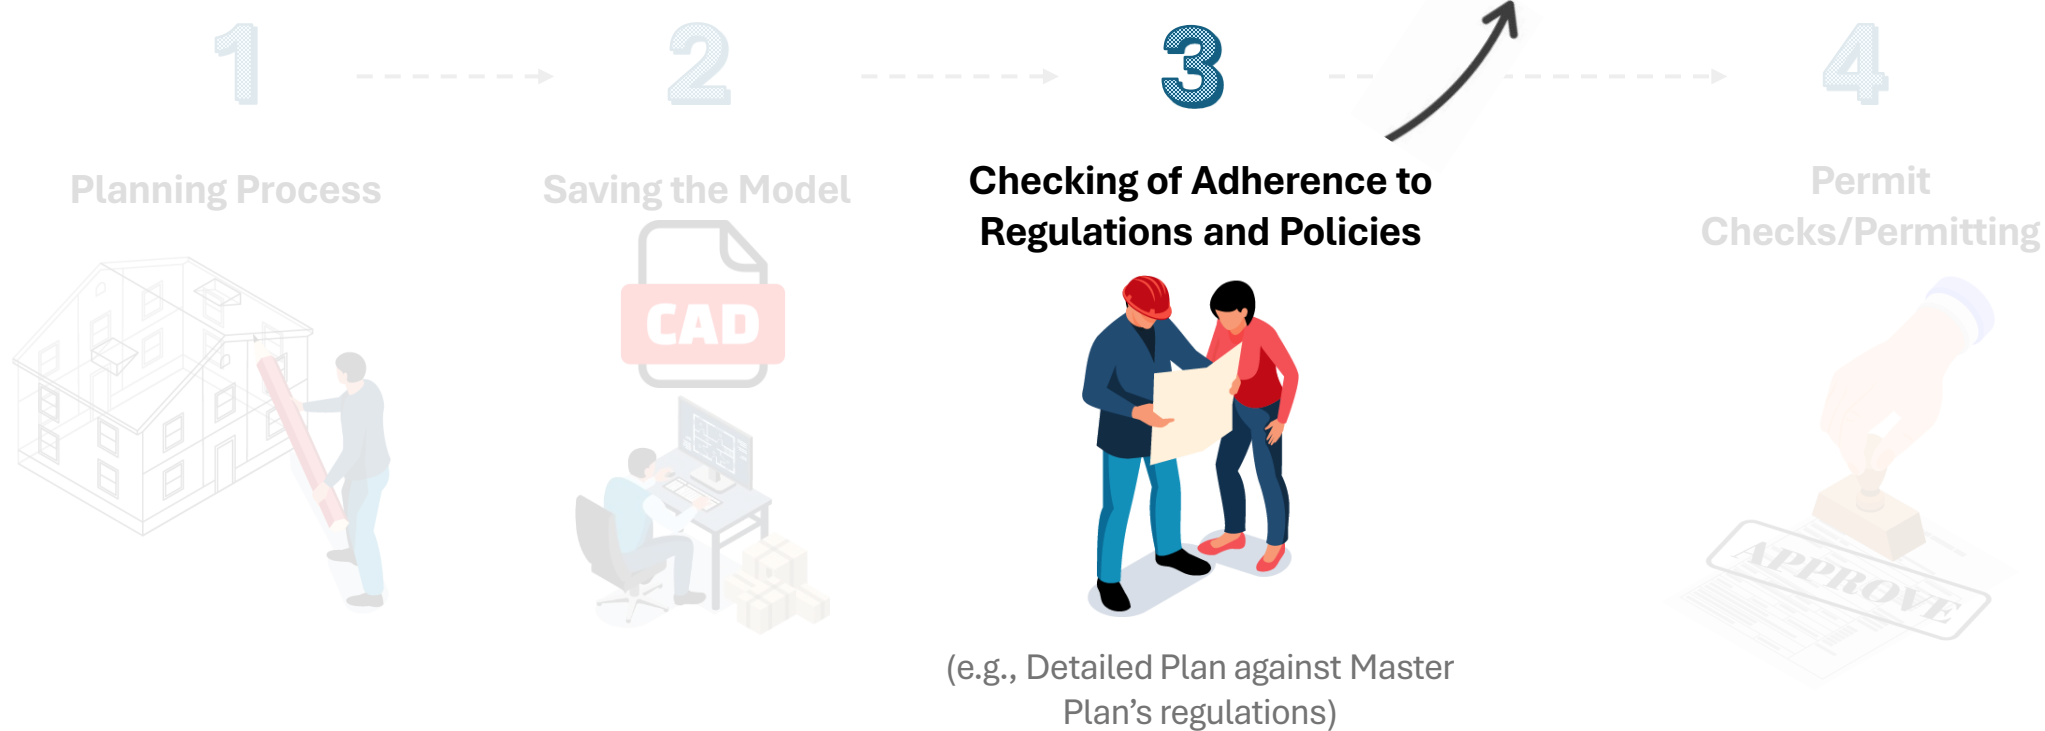 1
2
3
4
Planning Process
Saving the Model
Checking of Adherence to
Regulations and Policies
Permit
Checks/Permitting
CAD
APPROVE
(e.g., Detailed Plan against Master
Plan’s regulations)